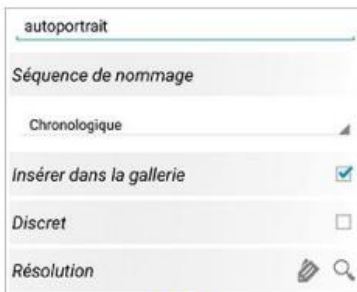 autoportrait
Séquence de nommage
Chronologique
Insérer dans la gallerie
Discret
Résolution